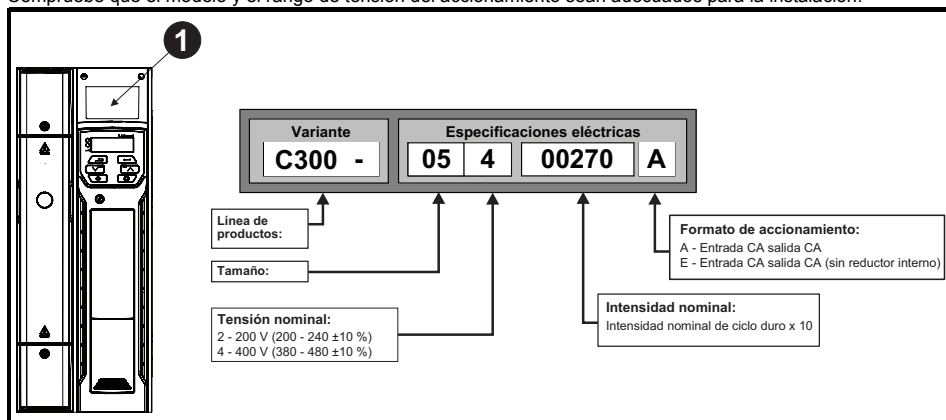 Compruebe que el modelo y el rango de tensión del accionamiento sean adecuados para la instalación.
1
Variante
Especificaciones eléctricas
C300 -
05 4 00270 A
Línea de
productos:
Tamaño:
Tensión nominal:
2 - 200 V (200 - 240 ±10 %)
4 - 400 V (380 - 480 ±10 %)
Formato de accionamiento:
A - Entrada CA salida CA
E - Entrada CA salida CA (sin reductor interno)
Intensidad nominal:
Intensidad nominal de ciclo duro x 10